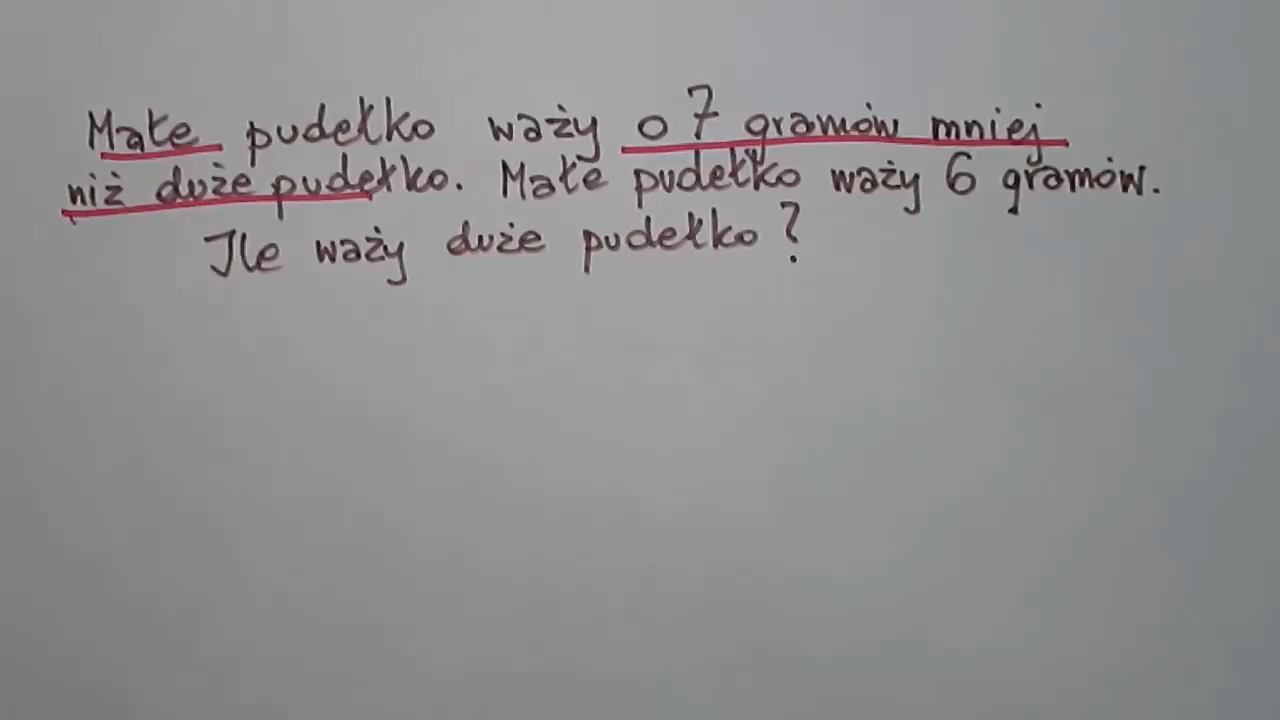 Małe pudełko waży o 7 gramów mniej
niż duże pudełko. Małe pudełko waży 6 gramów.
Ile waży duże pudełko?